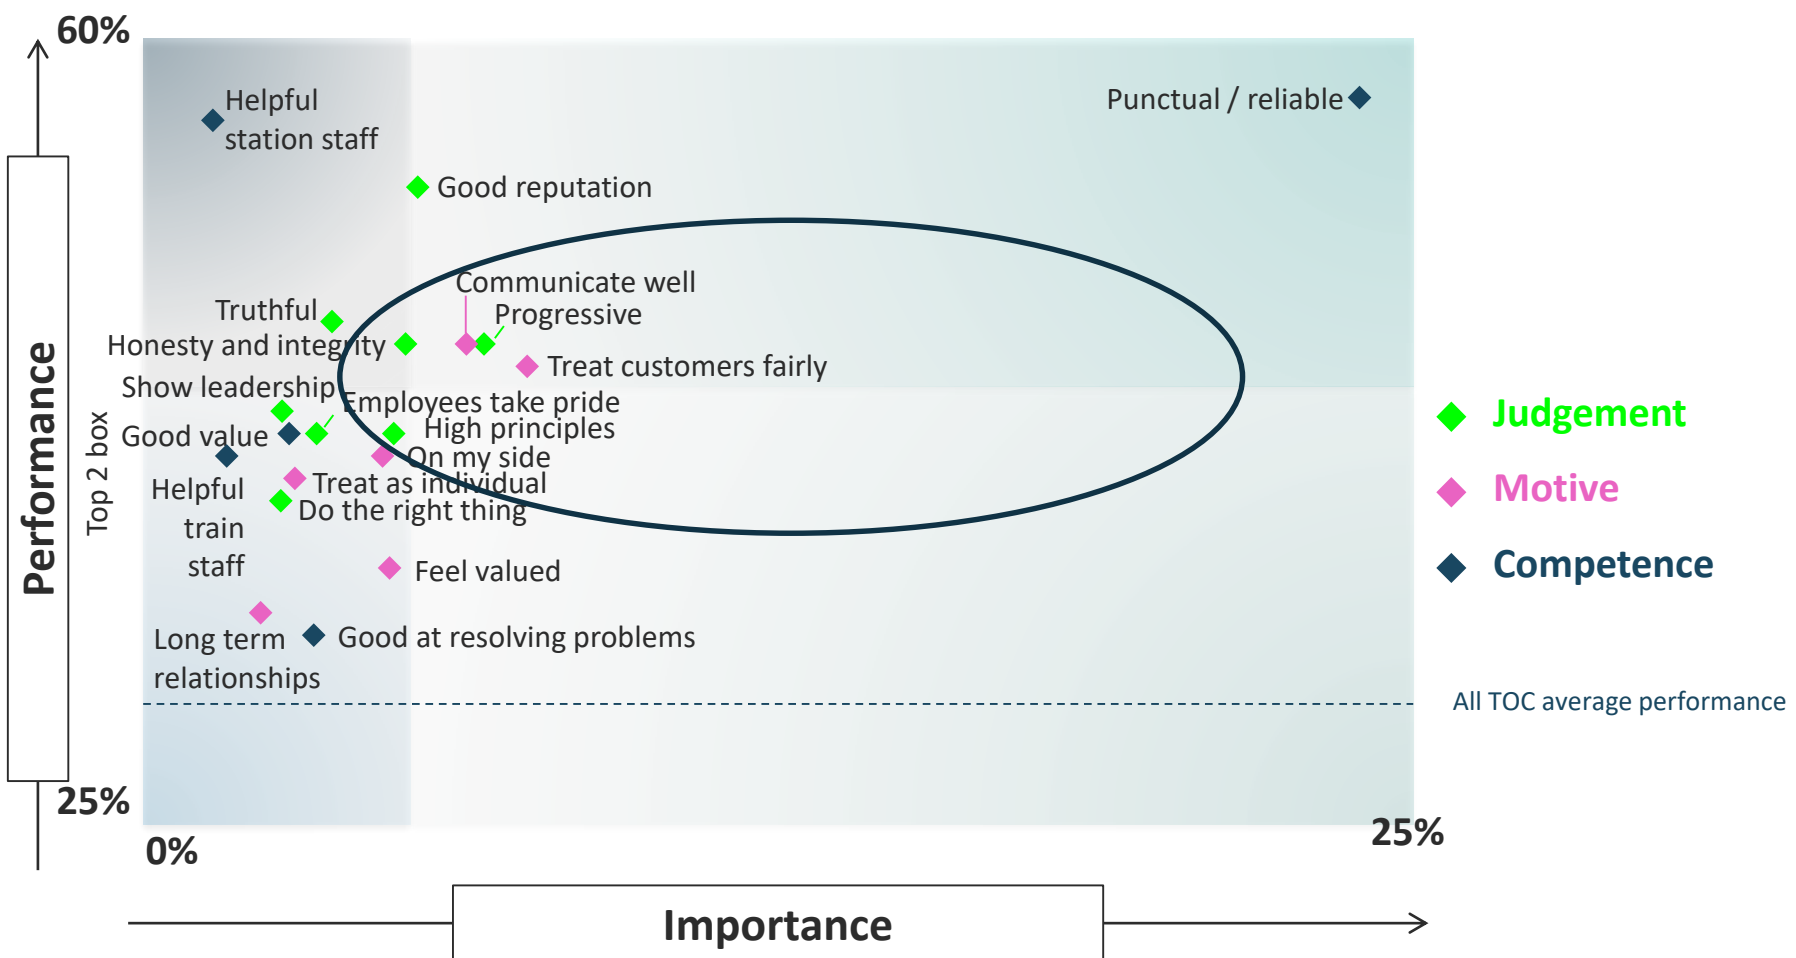 60%
Helpful
station staff
Punctual / reliable
Good reputation
Communicate well
Truthful
Progressive
Honesty and integrity
Treat customers fairly
Show leadership
Employees take pride
Good value
High principles
On my side
Helpful
train
staff
Treat as individual
Do the right thing
Feel valued
Long term
relationships
Good at resolving problems
Performance
Top 2 box
Judgement
Motive
Competence
All TOC average performance
25%
0%
25%
Importance